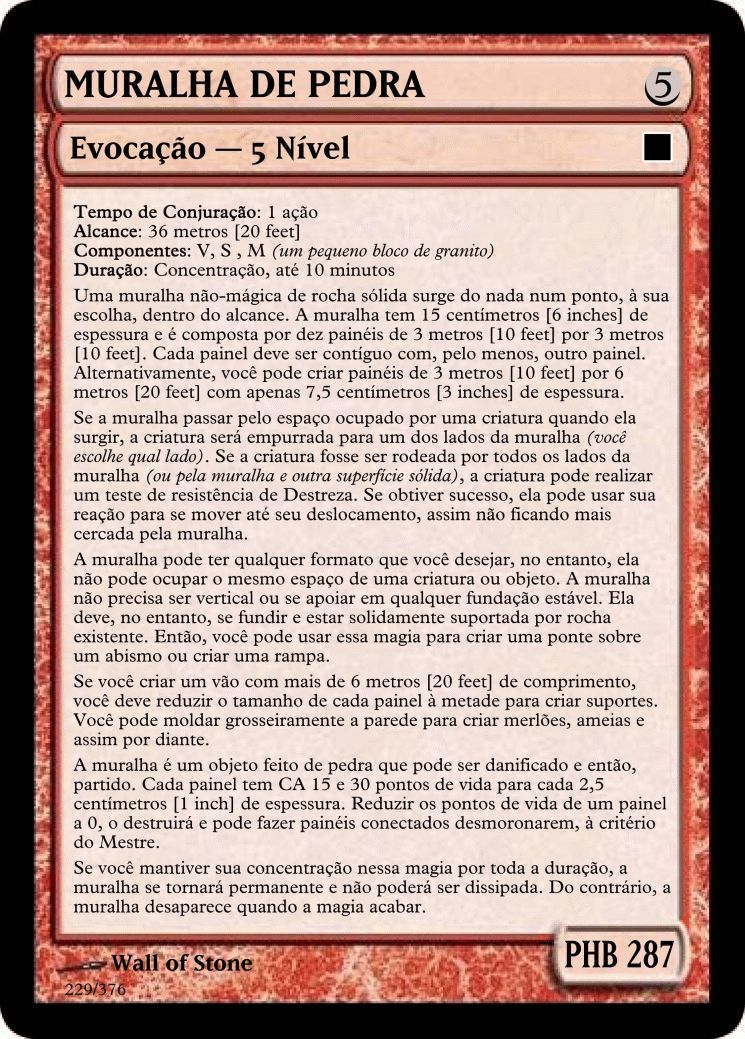 MURALHA DE PEDRA
5
Evocação — 5 Nível
Tempo de Conjuração: 1 ação
Alcance: 36 metros [20 feet]
Componentes: V, S , M (um pequeno bloco de granito)
Duração: Concentração, até 10 minutos
Uma muralha não-mágica de rocha sólida surge do nada num ponto, à sua
escolha, dentro do alcance. A muralha tem 15 centímetros [6 inches] de
espessura e é composta por dez painéis de 3 metros [10 feet] por 3 metros
[10 feet]. Cada painel deve ser contíguo com, pelo menos, outro painel.
Alternativamente, você pode criar painéis de 3 metros [10 feet] por 6
metros [20 feet] com apenas 7,5 centímetros [3 inches] de espessura.
Se a muralha passar pelo espaço ocupado por uma criatura quando ela
surgir, a criatura será empurrada para um dos lados da muralha (você
escolhe qual lado). Se a criatura fosse ser rodeada por todos os lados da
muralha (ou pela muralha e outra superfície sólida), a criatura pode realizar
um teste de resistência de Destreza. Se obtiver sucesso, ela pode usar sua
reação para se mover até seu deslocamento, assim não ficando mais
cercada pela muralha.
A muralha pode ter qualquer formato que você desejar, no entanto, ela
não pode ocupar o mesmo espaço de uma criatura ou objeto. A muralha
não precisa ser vertical ou se apoiar em qualquer fundação estável. Ela
deve, no entanto, se fundir e estar solidamente suportada por rocha
existente. Então, você pode usar essa magia para criar uma ponte sobre
um abismo ou criar uma rampa.
Se você criar um vão com mais de 6 metros [20 feet] de comprimento,
você deve reduzir o tamanho de cada painel à metade para criar suportes.
Você pode moldar grosseiramente a parede para criar merlões, ameias e
assim por diante.
A muralha é um objeto feito de pedra que pode ser danificado e então,
partido. Cada painel tem CA 15 e 30 pontos de vida para cada 2,5
centímetros [1 inch] de espessura. Reduzir os pontos de vida de um painel
a 0, o destruirá e pode fazer painéis conectados desmoronarem, à critério
do Mestre.
Se você mantiver sua concentração nessa magia por toda a duração, a
muralha se tornará permanente e não poderá ser dissipada. Do contrário, a
muralha desaparece quando a magia acabar.
Wall of Stone
PHB 287
229/376